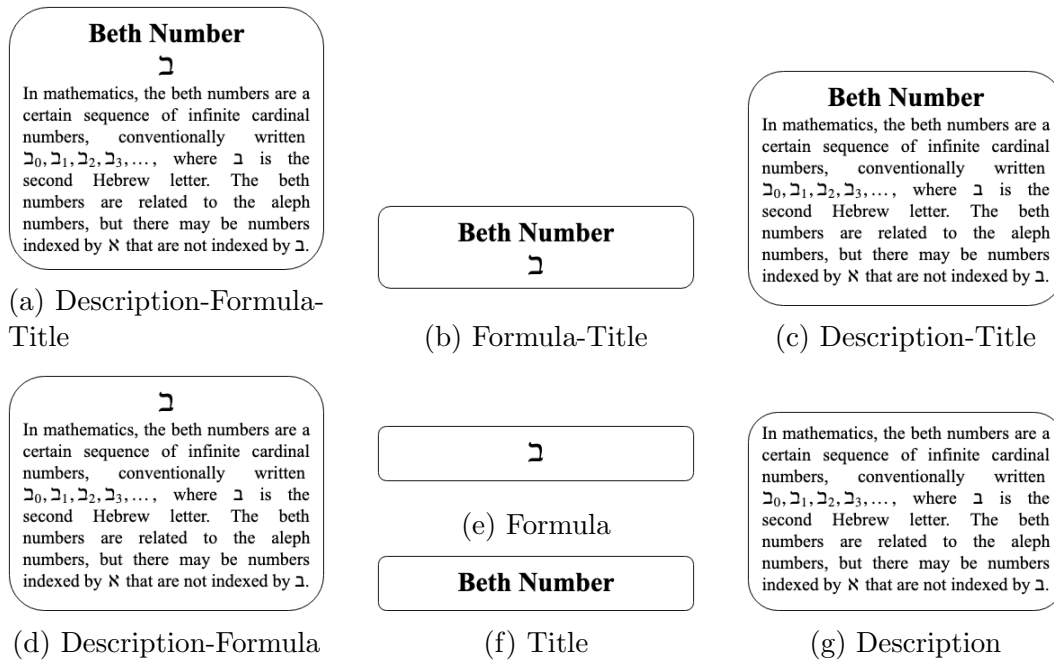 Beth Number
ב
In mathematics, the beth numbers are a
certain sequence of infinite cardinal
numbers, conventionally written
ב₀, ב₁, ב₂, ב₃, …, where ב is the
second Hebrew letter. The beth
numbers are related to the aleph
numbers, but there may be numbers
indexed by א that are not indexed by ב.
(a) Description-Formula-
Title
Beth Number
ב
(b) Formula-Title
Beth Number
In mathematics, the beth numbers are a
certain sequence of infinite cardinal
numbers, conventionally written
ב₀, ב₁, ב₂, ב₃, …, where ב is the
second Hebrew letter. The beth
numbers are related to the aleph
numbers, but there may be numbers
indexed by א that are not indexed by ב.
(c) Description-Title
ב
In mathematics, the beth numbers are a
certain sequence of infinite cardinal
numbers, conventionally written
ב₀, ב₁, ב₂, ב₃, …, where ב is the
second Hebrew letter. The beth
numbers are related to the aleph
numbers, but there may be numbers
indexed by א that are not indexed by ב.
(d) Description-Formula
ב
(e) Formula
Beth Number
(f) Title
In mathematics, the beth numbers are a
certain sequence of infinite cardinal
numbers, conventionally written
ב₀, ב₁, ב₂, ב₃, …, where ב is the
second Hebrew letter. The beth
numbers are related to the aleph
numbers, but there may be numbers
indexed by א that are not indexed by ב.
(g) Description